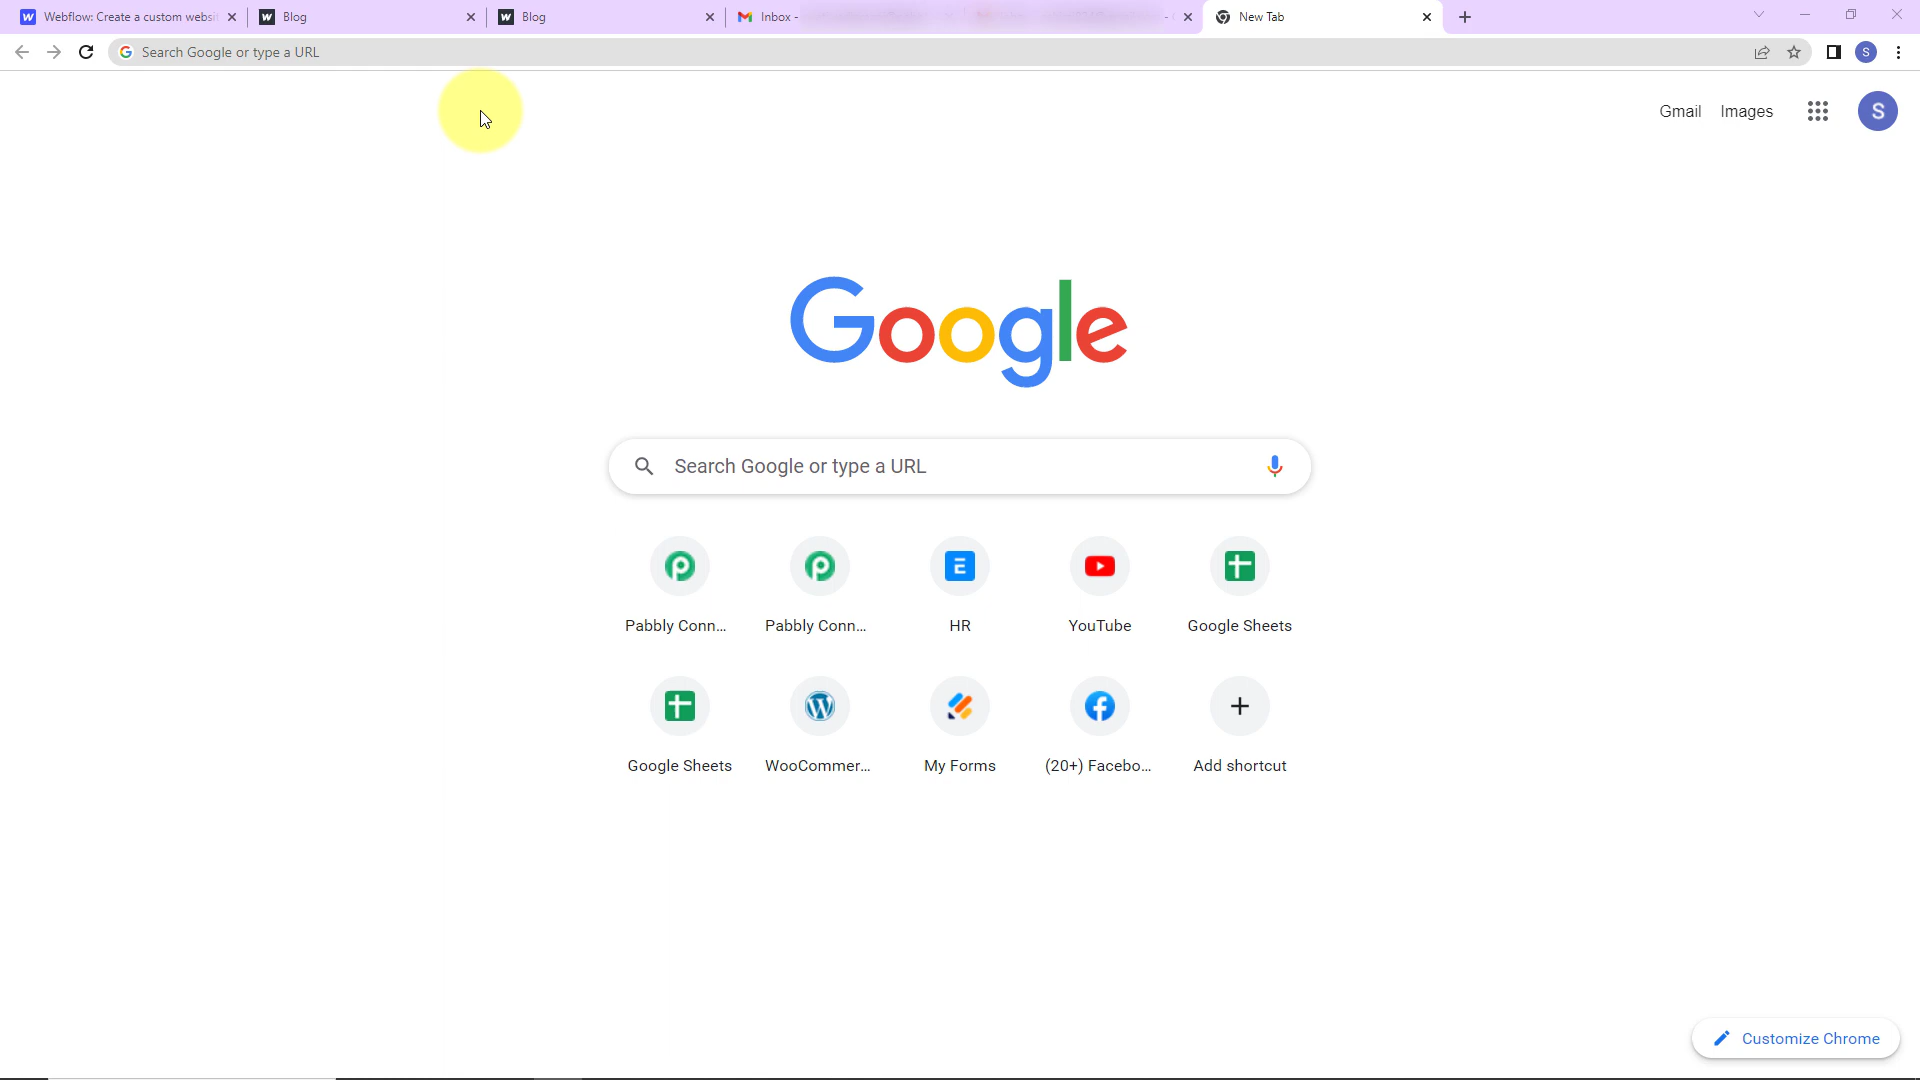 Webflow: Create a custom websi
Blog
Blog
Inbox -
New Tab
Search Google or type a URL
S
Gmail
Images
S
Google
Search Google or type a URL
Pabbly Conn...
Pabbly Conn...
HR
YouTube
Google Sheets
Google Sheets
WooCommer...
My Forms
(20+) Facebo...
Add shortcut
Customize Chrome